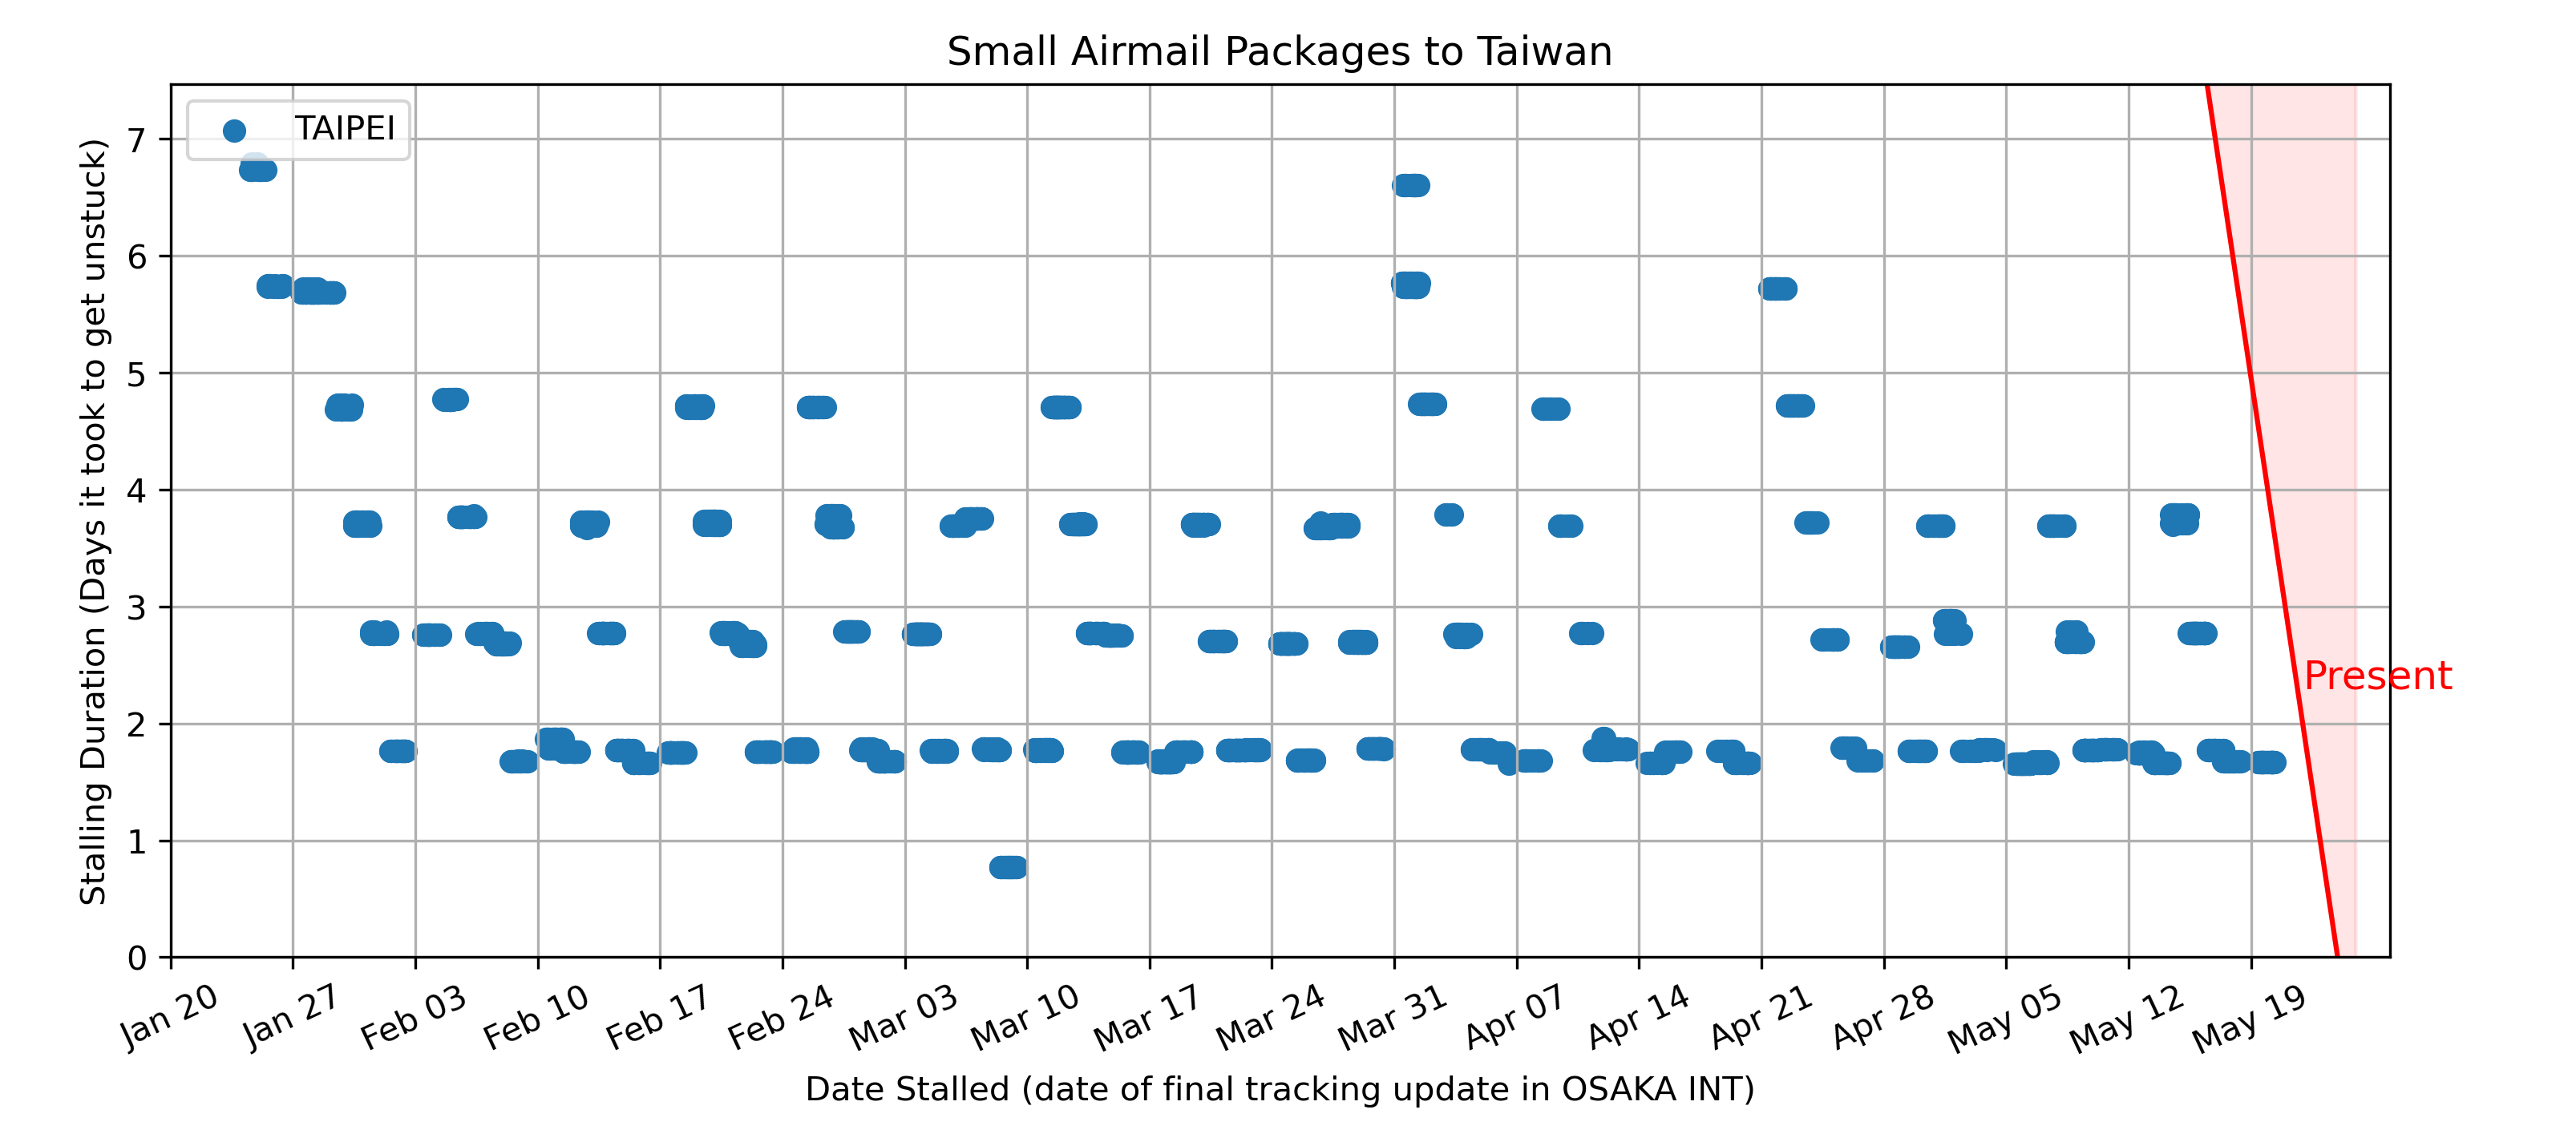 Small Airmail Packages to Taiwan
TAIPEI
Stalling Duration (Days it took to get unstuck)
7
6
5
4
3
2
1
0
Present
Jan 20
Jan 27
Feb 03
Feb 10
Feb 17
Feb 24
Mar 03
Mar 10
Mar 17
Mar 24
Mar 31
Apr 07
Apr 14
Apr 21
Apr 28
May 05
May 12
May 19
Date Stalled (date of final tracking update in OSAKA INT)